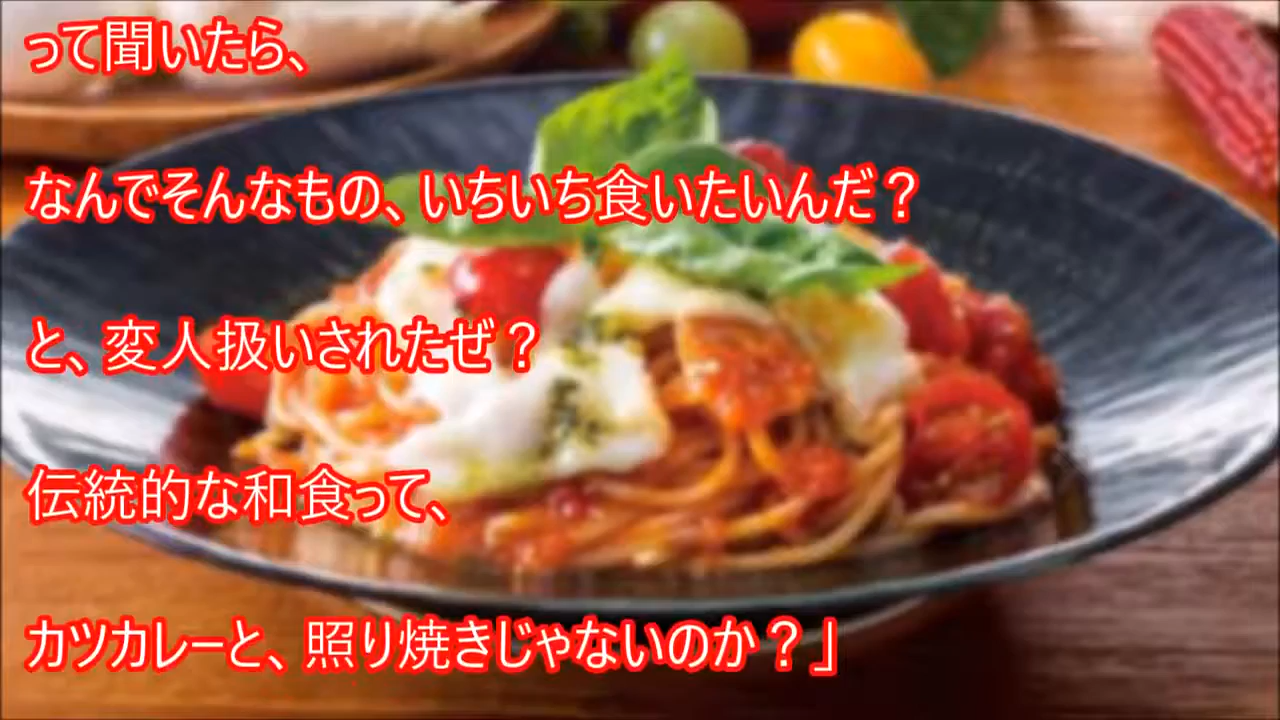 って聞いたら、
なんでそんなもの、いちいち食いたいんだ？
と、変人扱いされたぜ？
伝統的な和食って、
カツカレーと、照り焼きじゃないのか？」